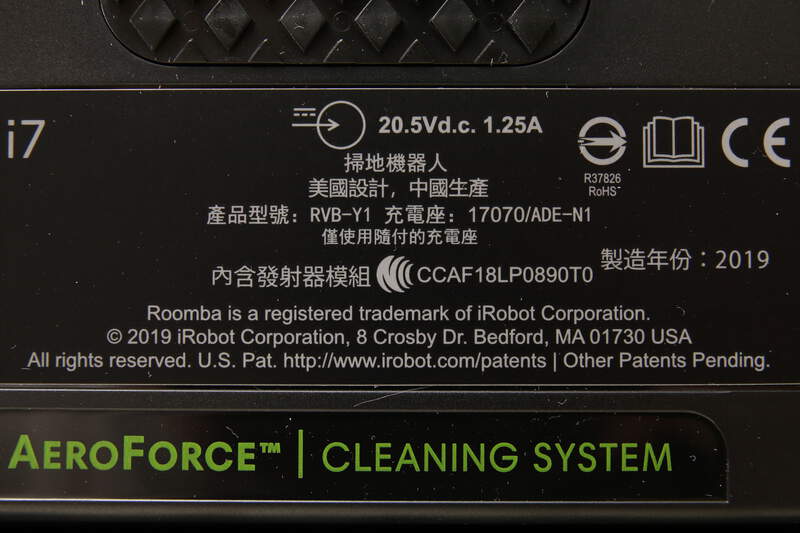 i7
20.5Vd.c. 1.25A
R37826
RoHS-
CE
掃地機器人
美國設計，中國生產
產品型號：RVB-Y1 充電座：17070/ADE-N1
僅使用隨付的充電座
製造年份：2019
內含發射器模組 CCAF18LP0890T0
Roomba is a registered trademark of iRobot Corporation.
© 2019 iRobot Corporation, 8 Crosby Dr. Bedford, MA 01730 USA
All rights reserved. U.S. Pat. http://www.irobot.com/patents | Other Patents Pending.
AEROFORCE™ | CLEANING SYSTEM